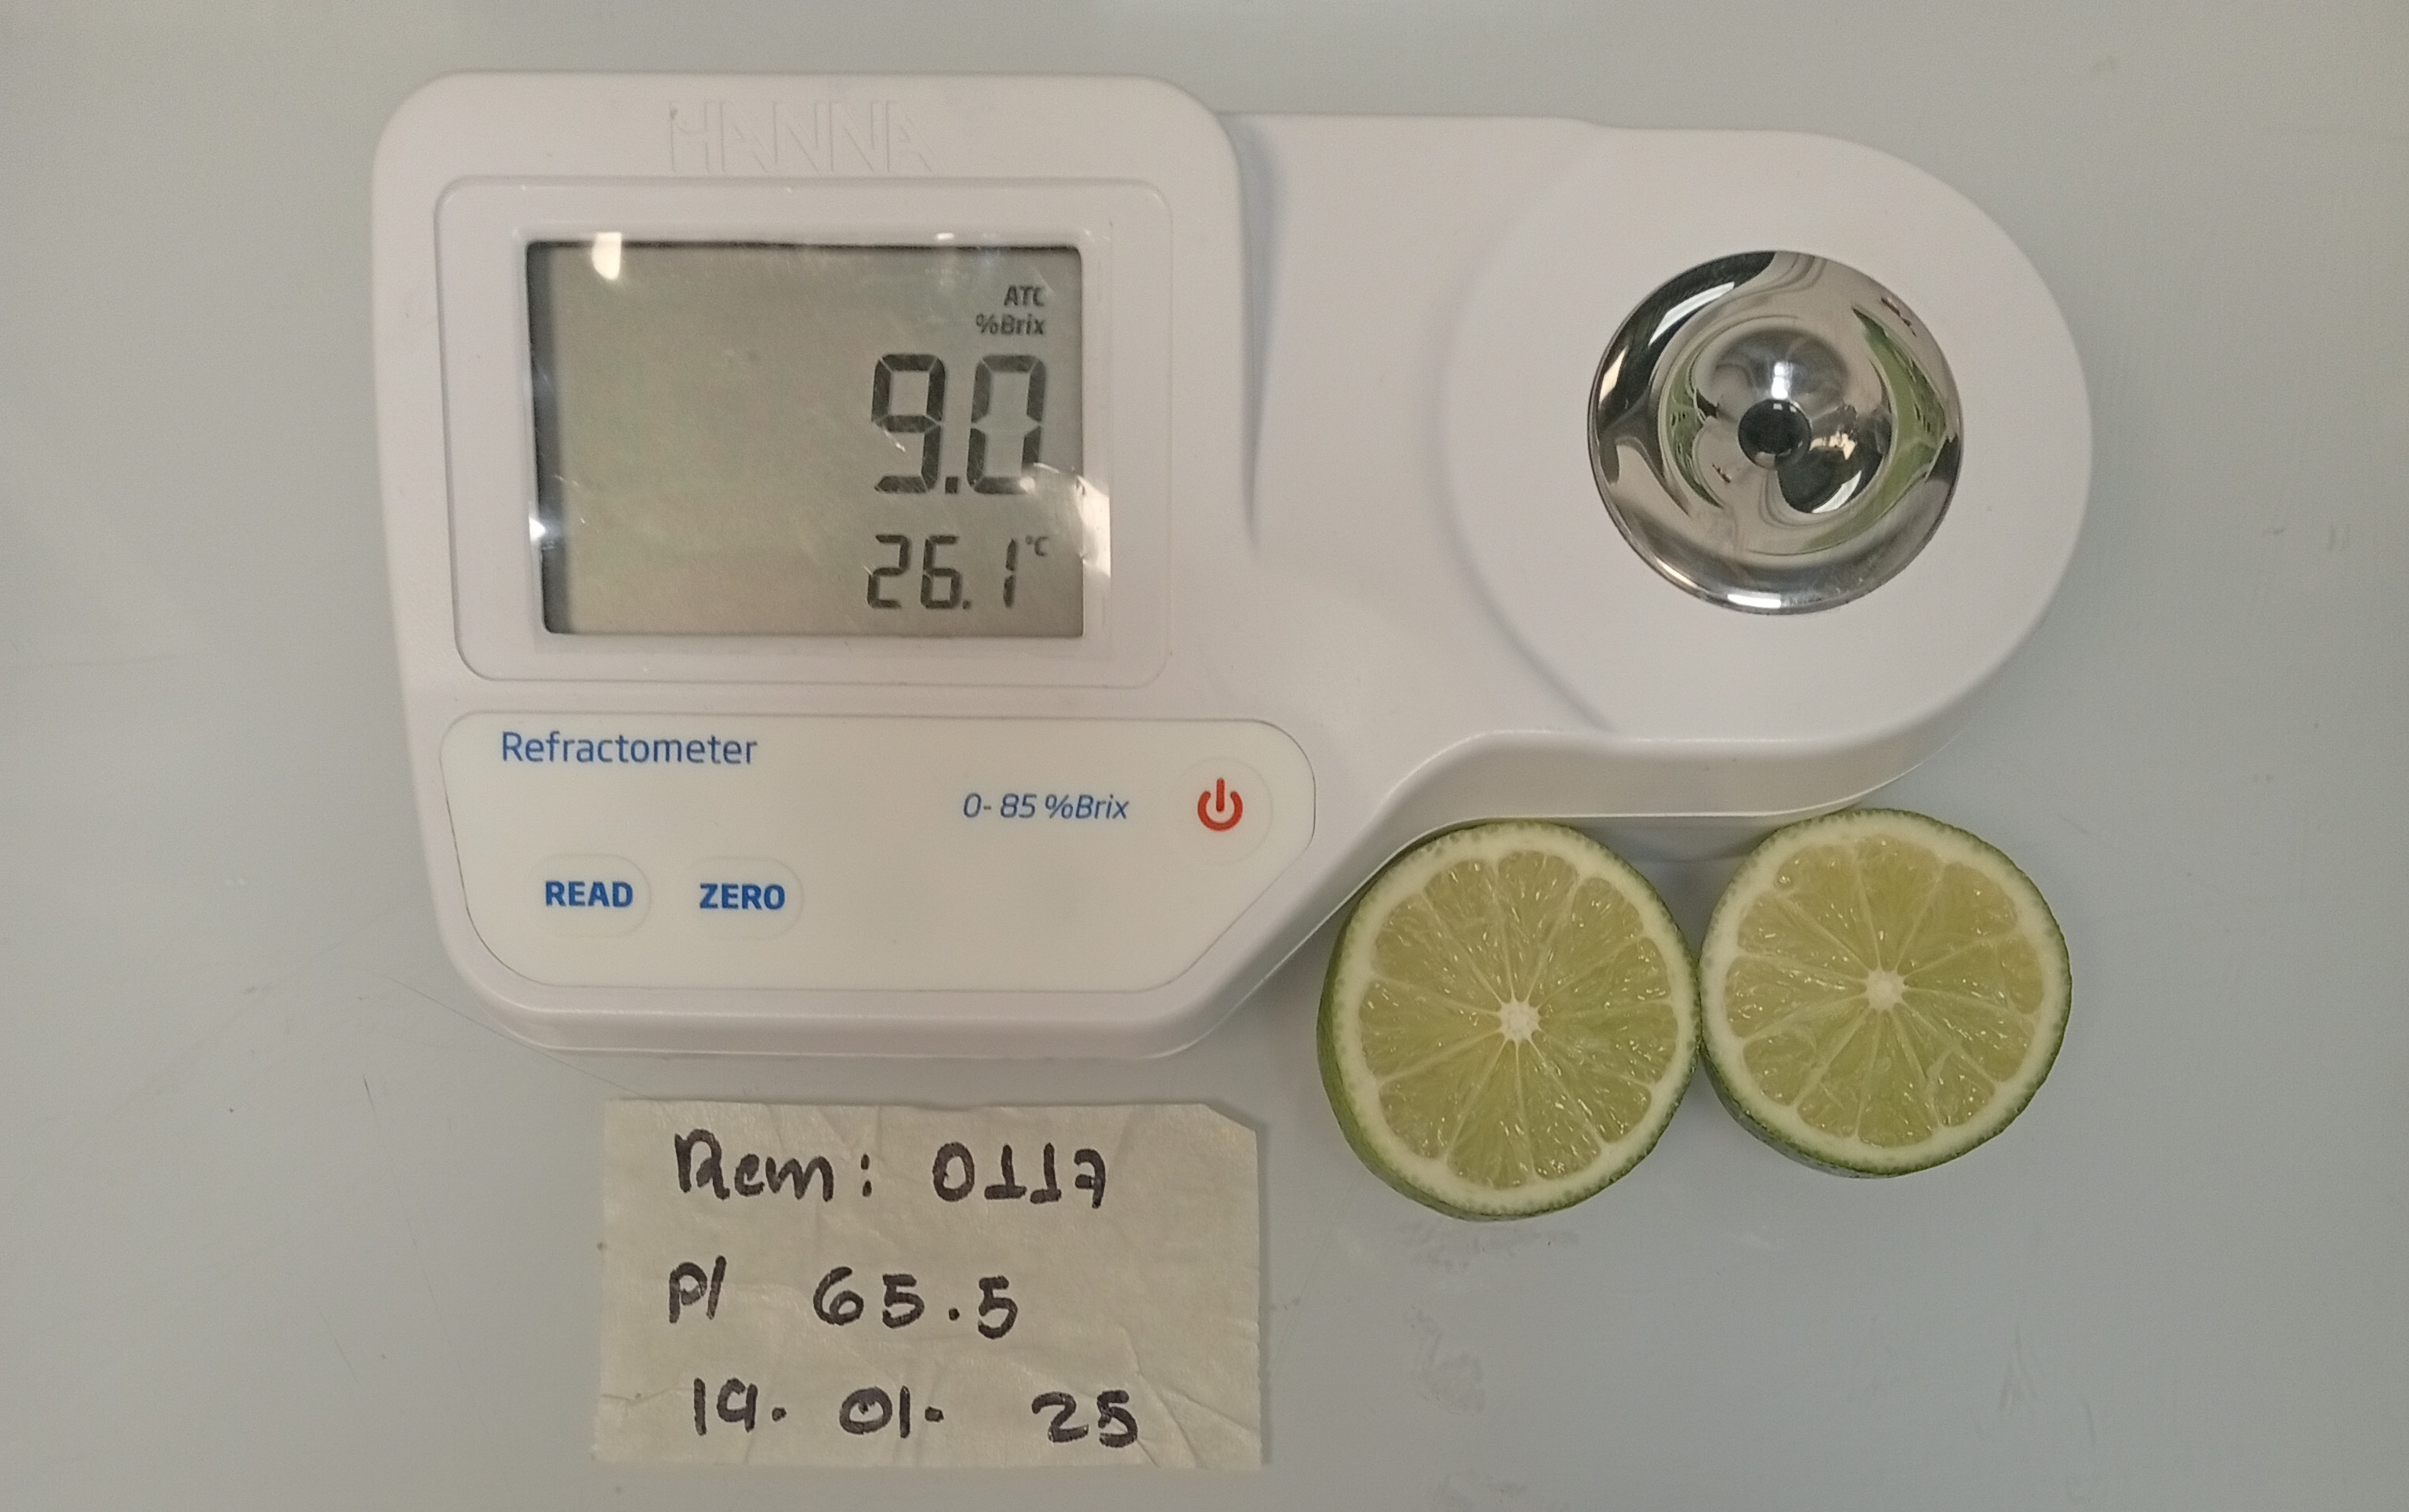 HANNA
ATC
%Brix
9.0
26.1 °C
Refractometer
0-85 %Brix
READ ZERO
Rem: 0117
P/ 65.5
19. 01. 25